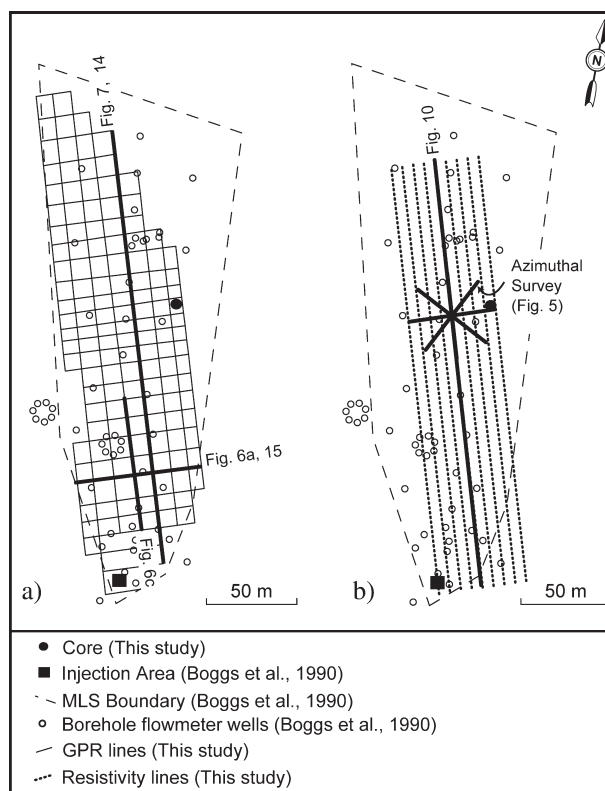 N
Fig. 7, 14
Fig. 10
Azimuthal
Survey
(Fig. 5)
Fig. 6a, 15
Fig. 6c
a)
50 m
b)
50 m
Core (This study)
Injection Area (Boggs et al., 1990)
MLS Boundary (Boggs et al., 1990)
Borehole flowmeter wells (Boggs et al., 1990)
GPR lines (This study)
Resistivity lines (This study)